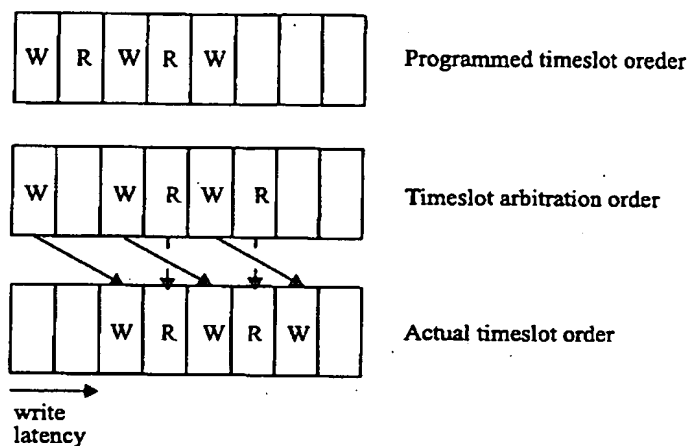 W R W R W Programmed timeslot oreder
W W R W R Timeslot arbitration order
W R W R W Actual timeslot order
write
latency